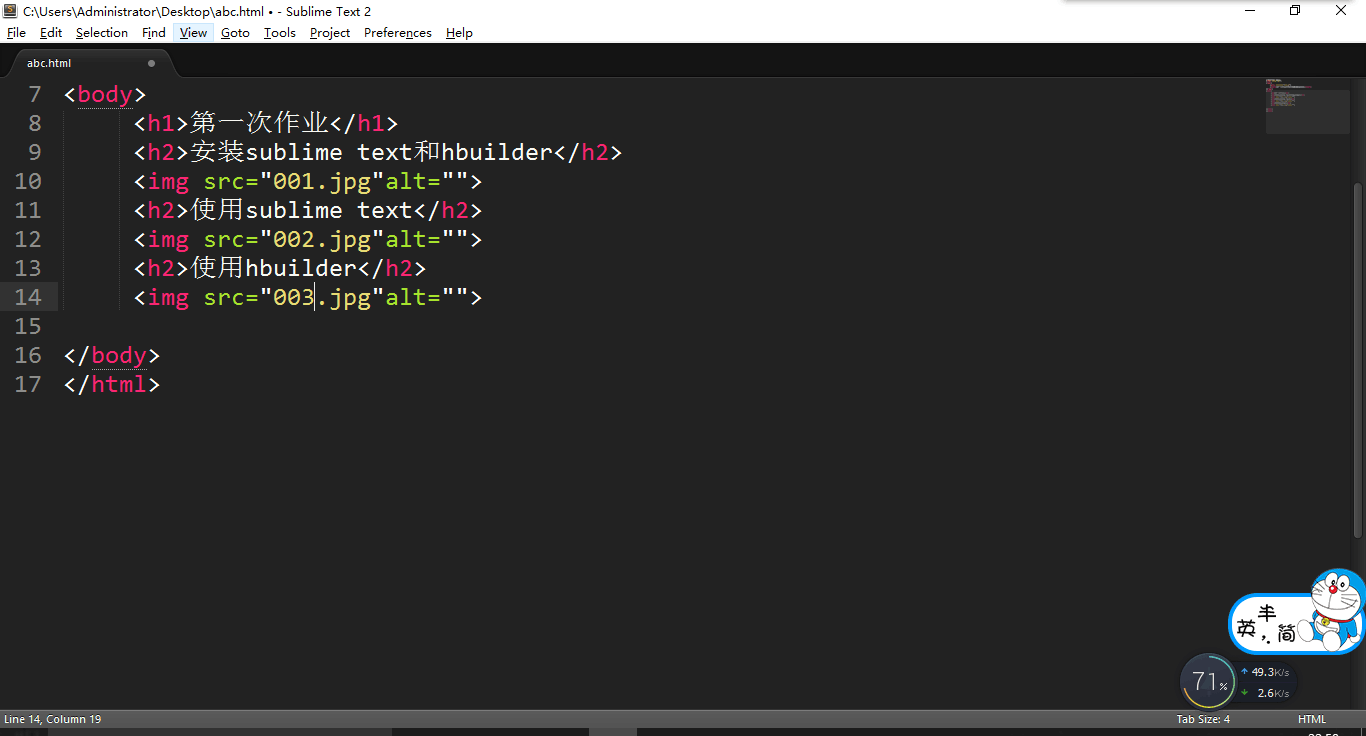 C:\Users\Administrator\Desktop\abc.html • - Sublime Text 2
File Edit Selection Find View Goto Tools Project Preferences Help
abc.html
7 <body>
8 <h1>第一次作业</h1>
9 <h2>安装sublime text和hbuilder</h2>
10 <img src="001.jpg"alt="">
11 <h2>使用sublime text</h2>
12 <img src="002.jpg"alt="">
13 <h2>使用hbuilder</h2>
14 <img src="003.jpg"alt="">
15
16 </body>
17 </html>
半
英 ，. 简
71%
49.3K/s
2.6K/s
Line 14, Column 19 Tab Size: 4 HTML